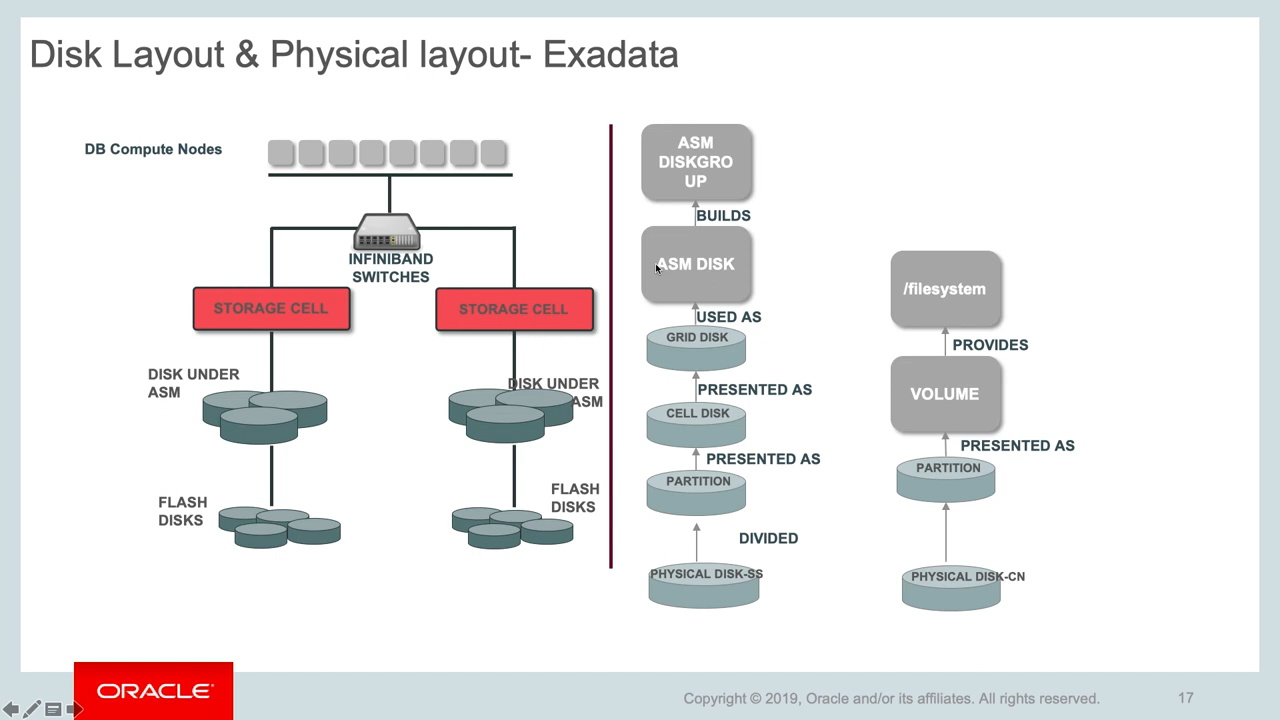 Disk Layout & Physical layout- Exadata
DB Compute Nodes
INFINIBAND
SWITCHES
STORAGE CELL
STORAGE CELL
DISK UNDER
ASM
DISK UNDER
ASM
FLASH
DISKS
FLASH
DISKS
ASM
DISKGRO
UP
BUILDS
ASM DISK
USED AS
GRID DISK
PRESENTED AS
CELL DISK
PRESENTED AS
PARTITION
DIVIDED
PHYSICAL DISK-SS
/filesystem
PROVIDES
VOLUME
PRESENTED AS
PARTITION
PHYSICAL DISK-CN
ORACLE®
Copyright © 2019, Oracle and/or its affiliates. All rights reserved.
17